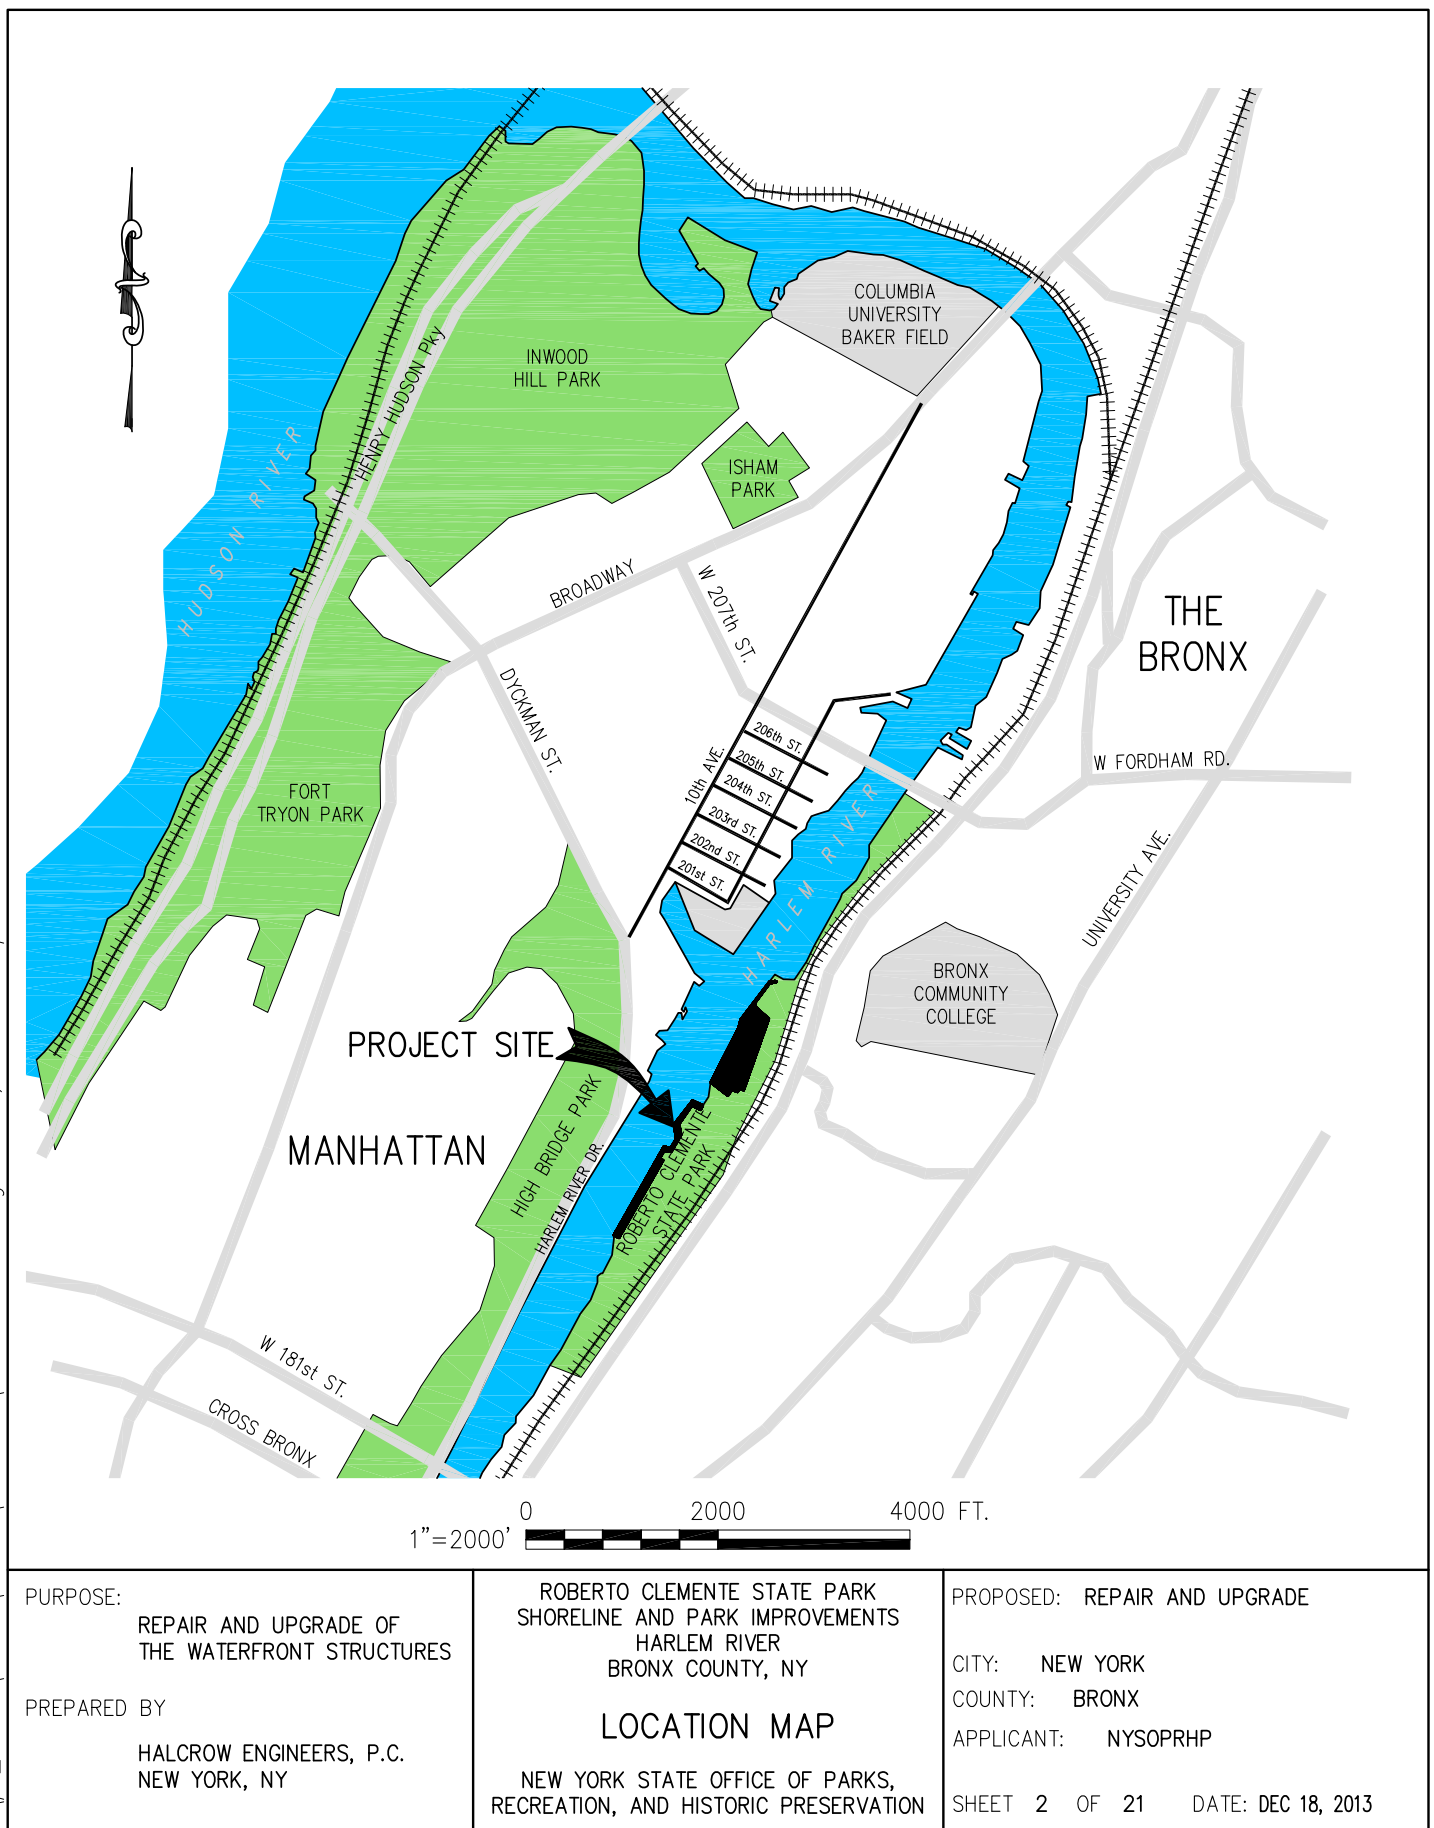 COLUMBIA
UNIVERSITY
BAKER FIELD
INWOOD
HILL PARK
HENRY HUDSON Pky
HUDSON RIVER
ISHAM
PARK
BROADWAY
W 207th ST.
THE
BRONX
DYCKMAN ST.
206th ST.
205th ST.
204th ST.
203rd ST.
202nd ST.
201st ST.
10th AVE.
W FORDHAM RD.
FORT
TRYON PARK
HARLEM RIVER
UNIVERSITY AVE.
BRONX
COMMUNITY
COLLEGE
PROJECT SITE
MANHATTAN
HIGH BRIDGE PARK
HARLEM RIVER DR.
ROBERTO CLEMENTE
STATE PARK
W 181st ST.
CROSS BRONX
0 2000 4000 FT.
1"=2000'
PURPOSE:
REPAIR AND UPGRADE OF
THE WATERFRONT STRUCTURES
PREPARED BY
HALCROW ENGINEERS, P.C.
NEW YORK, NY
ROBERTO CLEMENTE STATE PARK
SHORELINE AND PARK IMPROVEMENTS
HARLEM RIVER
BRONX COUNTY, NY
LOCATION MAP
NEW YORK STATE OFFICE OF PARKS,
RECREATION, AND HISTORIC PRESERVATION
PROPOSED: REPAIR AND UPGRADE
CITY: NEW YORK
COUNTY: BRONX
APPLICANT: NYSOPRHP
SHEET 2 OF 21 DATE: DEC 18, 2013